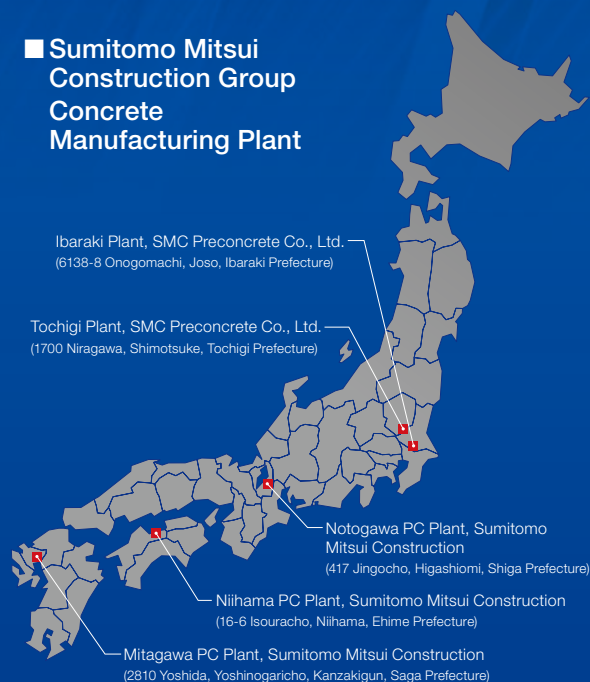 ■ Sumitomo Mitsui
Construction Group
Concrete
Manufacturing Plant
Ibaraki Plant, SMC Preconcrete Co., Ltd.
(6138-8 Onogomachi, Joso, Ibaraki Prefecture)
Tochigi Plant, SMC Preconcrete Co., Ltd.
(1700 Niragawa, Shimotsuke, Tochigi Prefecture)
Notogawa PC Plant, Sumitomo
Mitsui Construction
(417 Jingocho, Higashiomi, Shiga Prefecture)
Niihama PC Plant, Sumitomo Mitsui Construction
(16-6 Isouracho, Niihama, Ehime Prefecture)
Mitagawa PC Plant, Sumitomo Mitsui Construction
(2810 Yoshida, Yoshinogaricho, Kanzakigun, Saga Prefecture)